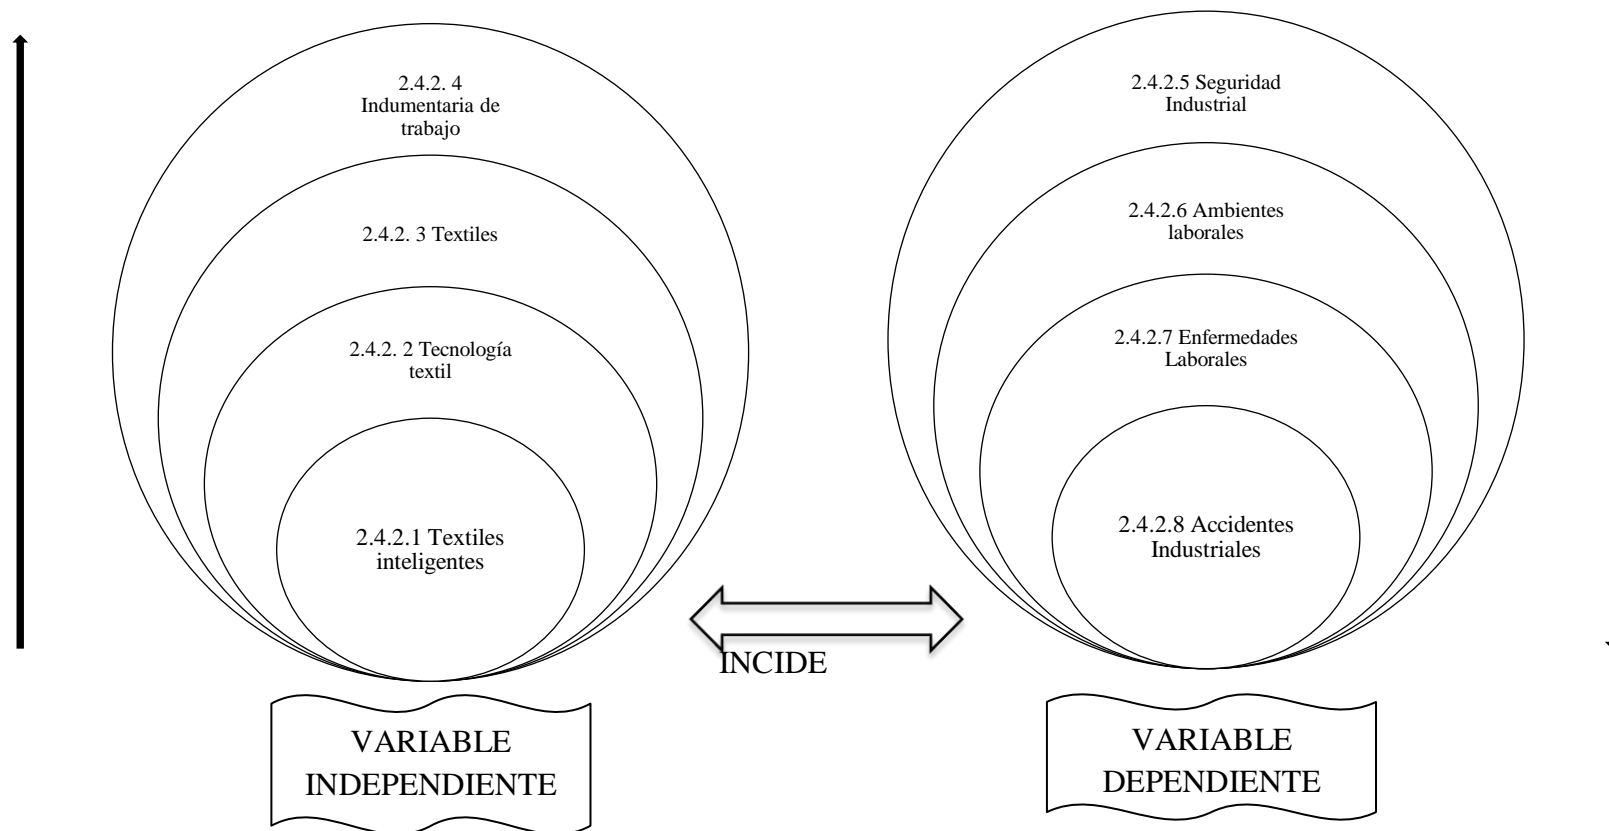 2.4.2. 4
Indumentaria de
trabajo
2.4.2. 3 Textiles
2.4.2. 2 Tecnología
textil
2.4.2.1 Textiles
inteligentes
2.4.2.5 Seguridad
Industrial
2.4.2.6 Ambientes
laborales
2.4.2.7 Enfermedades
Laborales
2.4.2.8 Accidentes
Industriales
INCIDE
VARIABLE
INDEPENDIENTE
VARIABLE
DEPENDIENTE